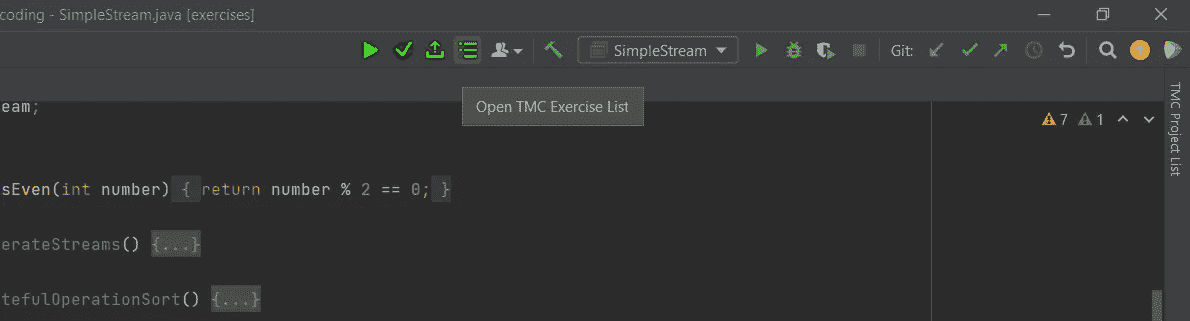 coding - SimpleStream.java [exercises]
SimpleStream Git:
Open TMC Exercise List
eam;
7 1
TMC Project List
sEven(int number) { return number % 2 == 0; }
erateStreams() {...}
tefulOperationSort() {...}